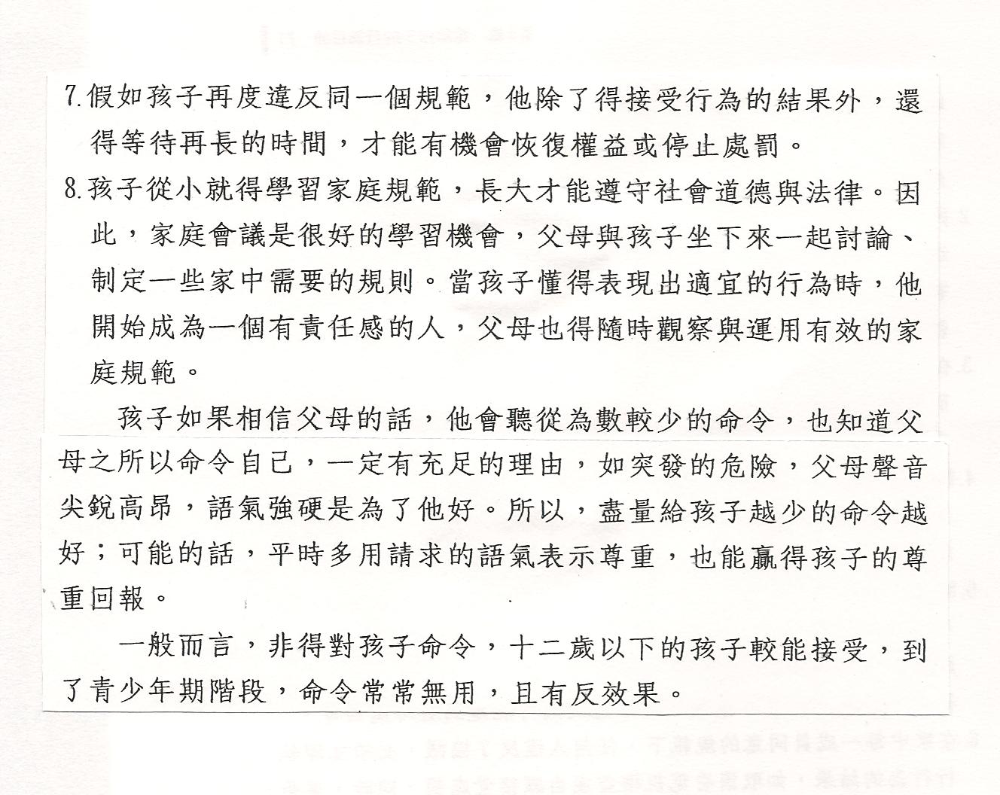 7.假如孩子再度違反同一個規範，他除了得接受行為的結果外，還
得等待再長的時間，才能有機會恢復權益或停止處罰。
8.孩子從小就得學習家庭規範，長大才能遵守社會道德與法律。因
此，家庭會議是很好的學習機會，父母與孩子坐下來一起討論、
制定一些家中需要的規則。當孩子懂得表現出適宜的行為時，他
開始成為一個有責任感的人，父母也得隨時觀察與運用有效的家
庭規範。
孩子如果相信父母的話，他會聽從為數較少的命令，也知道父
母之所以命令自己，一定有充足的理由，如突發的危險，父母聲音
尖銳高昂，語氣強硬是為了他好。所以，盡量給孩子越少的命令越
好；可能的話，平時多用請求的語氣表示尊重，也能贏得孩子的尊
重回報。
一般而言，非得對孩子命令，十二歲以下的孩子較能接受，到
了青少年期階段，命令常常無用，且有反效果。